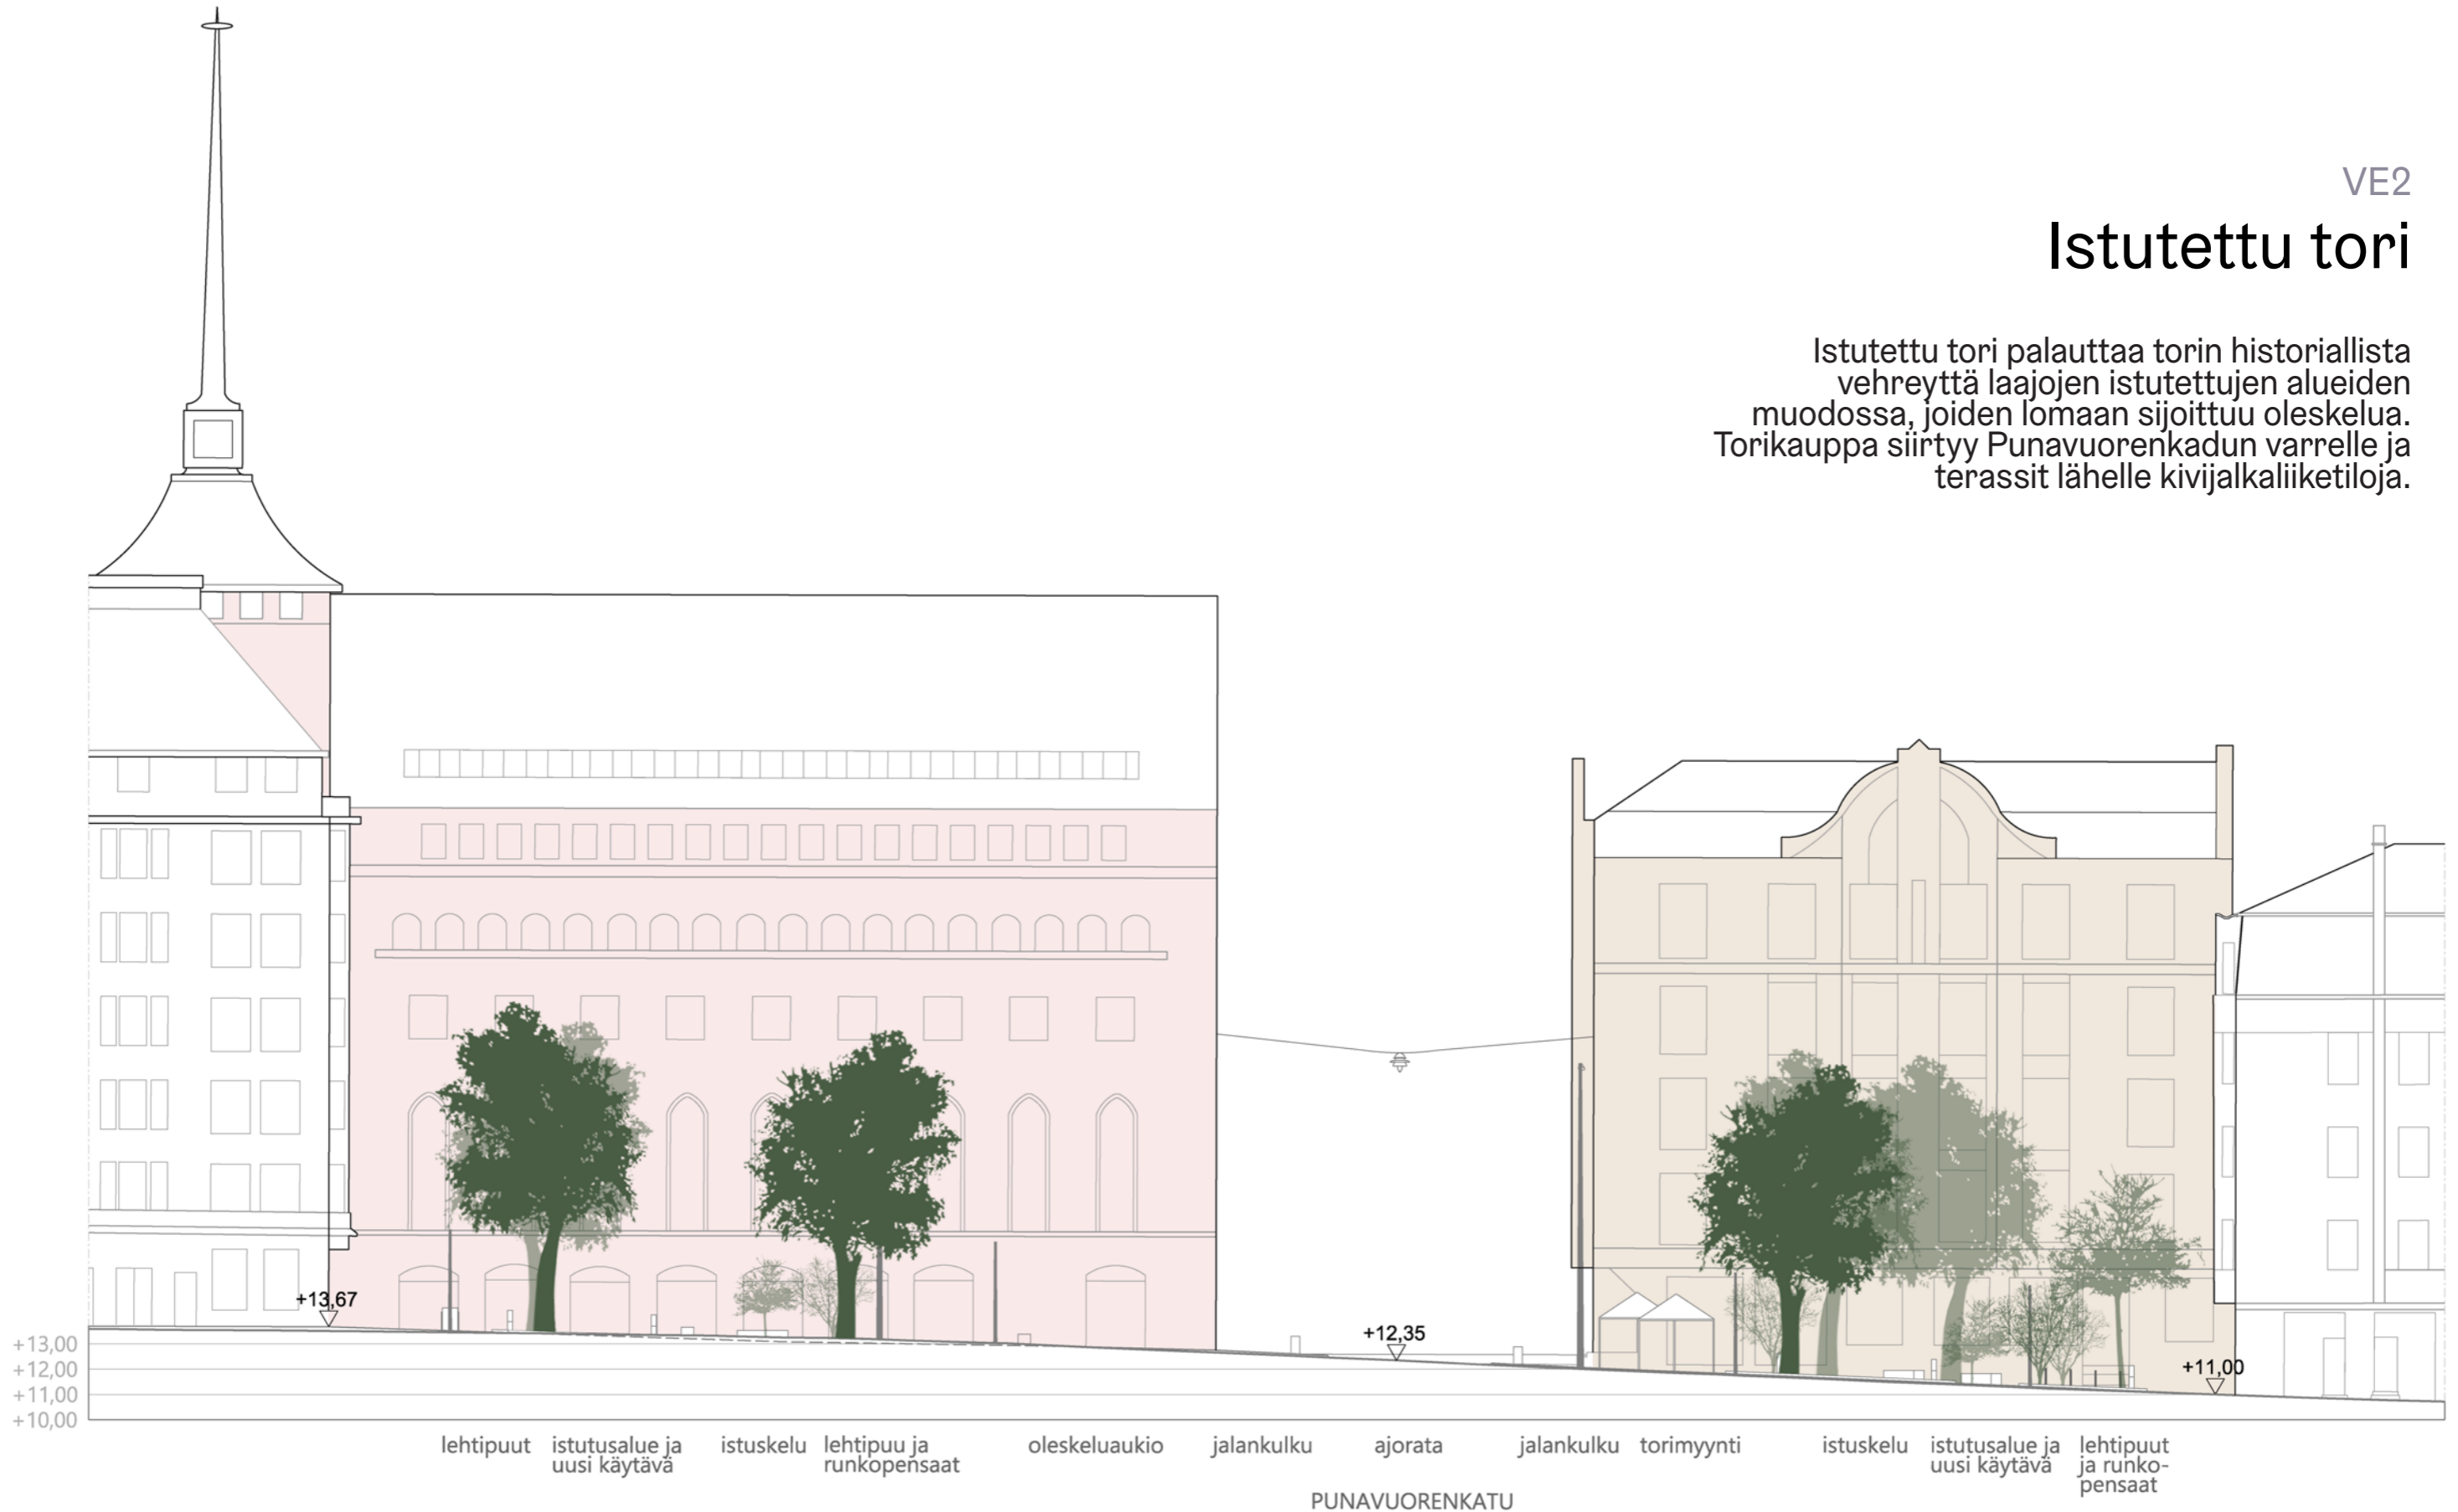 VE2
Istutettu tori
Istutettu tori palauttaa torin historiallista
vehreyttä laajojen istutettujen alueiden
muodossa, joiden lomaan sijoittuu oleskelua.
Torikauppa siirtyy Punavuorenkadun varrelle ja
terassit lähelle kivijalkaliiketiloja.
+13,67
+12,35
+11,00
+13,00
+12,00
+11,00
+10,00
lehtipuut
istutusalue ja
uusi käytävä
istuskelu
lehtipuu ja
runkopensaat
oleskeluaukio
jalankulku
ajorata
jalankulku
torimyynti
istuskelu
istutusalue ja
uusi käytävä
lehtipuut
ja runko-
pensaat
PUNAVUORENKATU